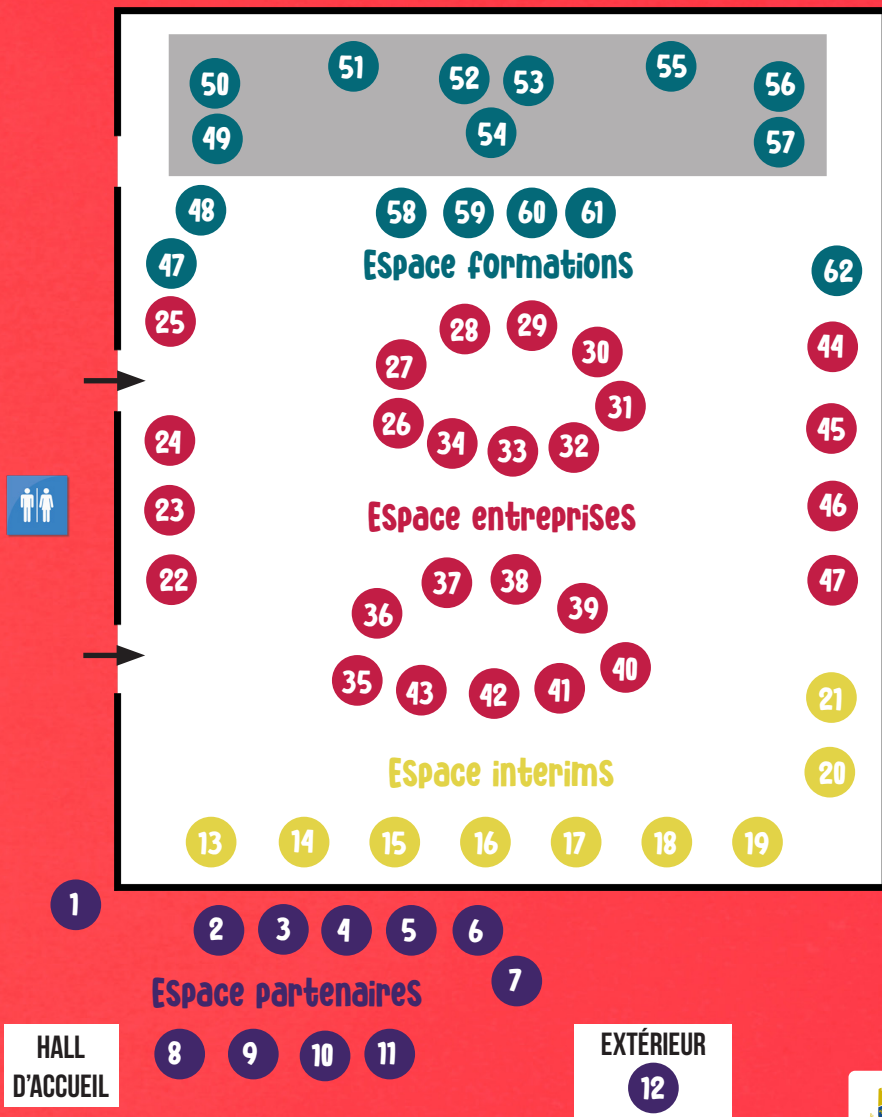 51 52 53 55
50 56
49 54 57
48 58 59 60 61
47 Espace formations 62
25 28 29
27 30 44
26 31
24 34 33 32 45
23 Espace entreprises 46
22 37 38 47
36 39
35 43 42 41 40
21
Espace interims 20
13 14 15 16 17 18 19
1
2 3 4 5 6
Espace partenaires 7
HALL
D'ACCUEIL
8 9 10 11
EXTÉRIEUR
12